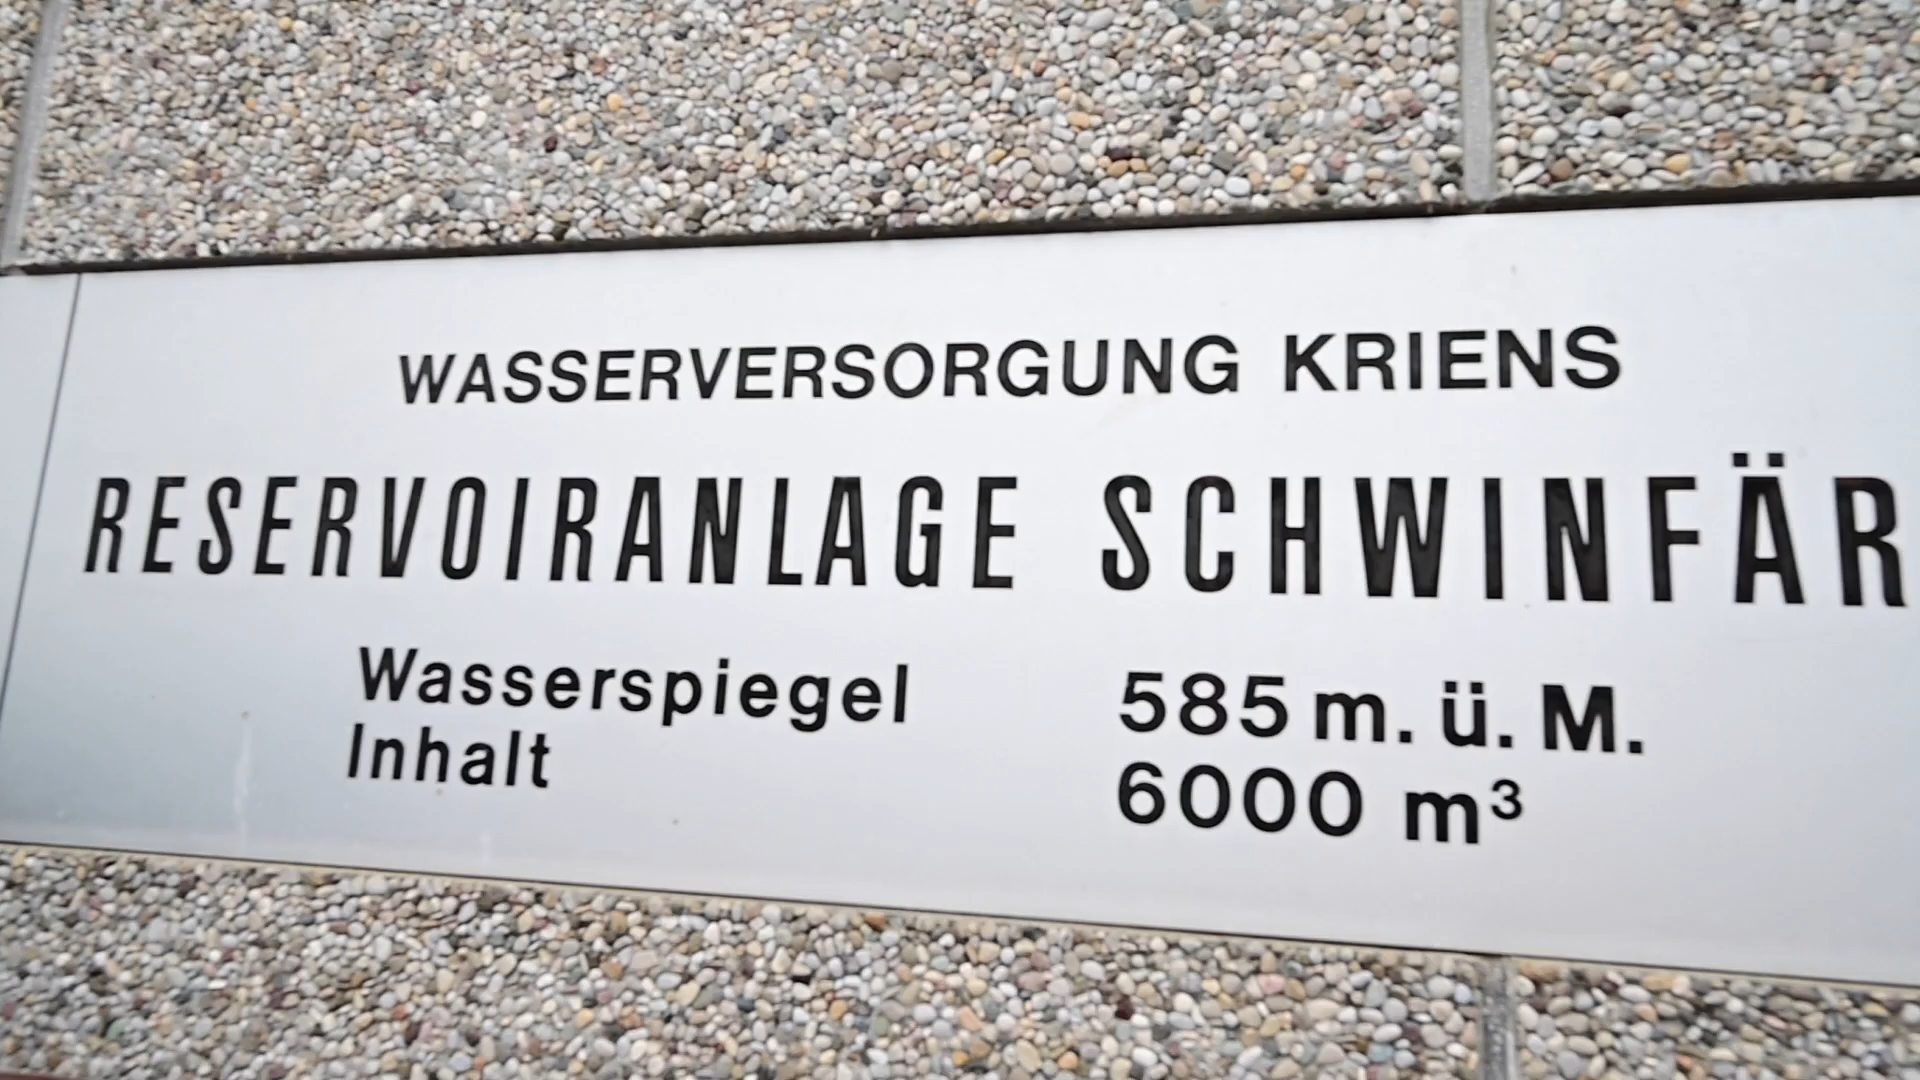 WASSERVERSORGUNG KRIENS
RESERVOIRANLAGE SCHWINFÄR
Wasserspiegel 585 m. ü. M.
Inhalt 6000 m³